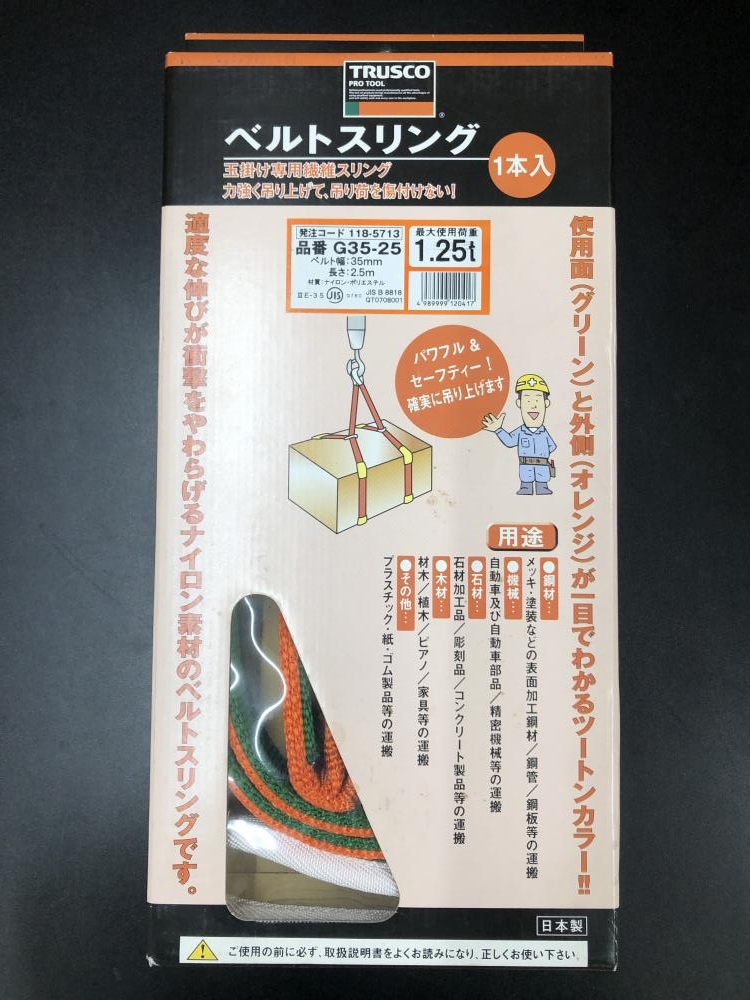 TRUSCO
PRO TOOL
ベルトスリング
1本入
玉掛け専用繊維スリング
力強く吊り上げて、吊り荷を傷付けない!
発注コード 118-5713
品番 G35-25
ベルト幅:35mm
長さ:2.5m
材質:ナイロン・ポリエステル
ⅢE-35 JIS JIS B 8818
QT0708001
最大使用荷重
1.25t
4 989999 120417
使用面(グリーン)と外側(オレンジ)が一目でわかるツートンカラー!!
適度な伸びが衝撃をやわらげるナイロン素材のベルトスリングです。
パワフル &
セーフティー!
確実に吊り上げます
用途
●鋼材…
メッキ・塗装などの表面加工鋼材/鋼管/鋼板等の運搬
●機械…
自動車及び自動車部品/精密機械等の運搬
●石材…
石材加工品/彫刻品/コンクリート製品等の運搬
●木材…
材木/植木/ピアノ/家具等の運搬
●その他…
プラスチック・紙・ゴム製品等の運搬
日本製
ご使用の前に必ず、取扱説明書をよくお読みになり、正しくお使い下さい。